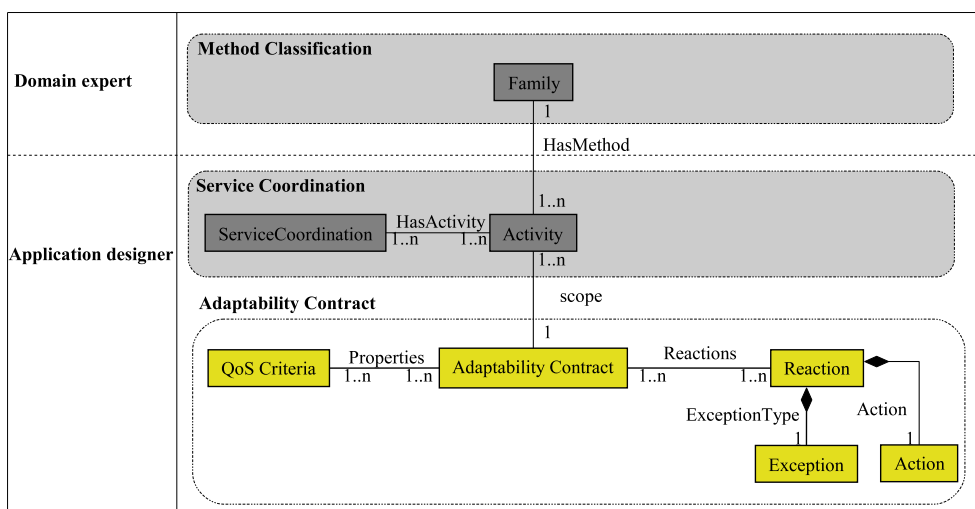 Method Classification
Domain expert
Family
1
HasMethod
Service Coordination
1..n
HasActivity
ServiceCoordination
Activity
1..n
1..n
1..n
Application designer
scope
Adaptability Contract
1
Properties
Reactions
QoS Criteria
Adaptability Contract
Reaction
1..n
1..n
1..n
1..n
ExceptionType
Action
1
1
Exception
Action